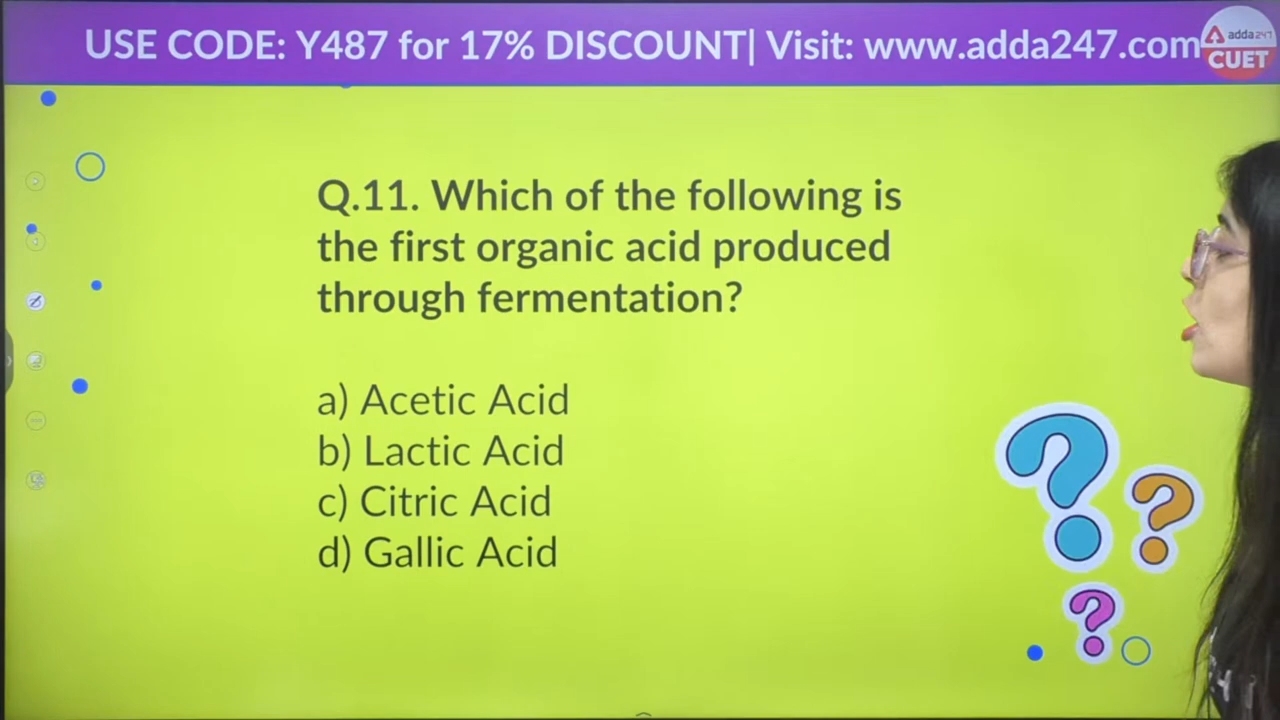 USE CODE: Y487 for 17% DISCOUNT| Visit: www.adda247.com
adda247
CUET
Q.11. Which of the following is
the first organic acid produced
through fermentation?
a) Acetic Acid
b) Lactic Acid
c) Citric Acid
d) Gallic Acid